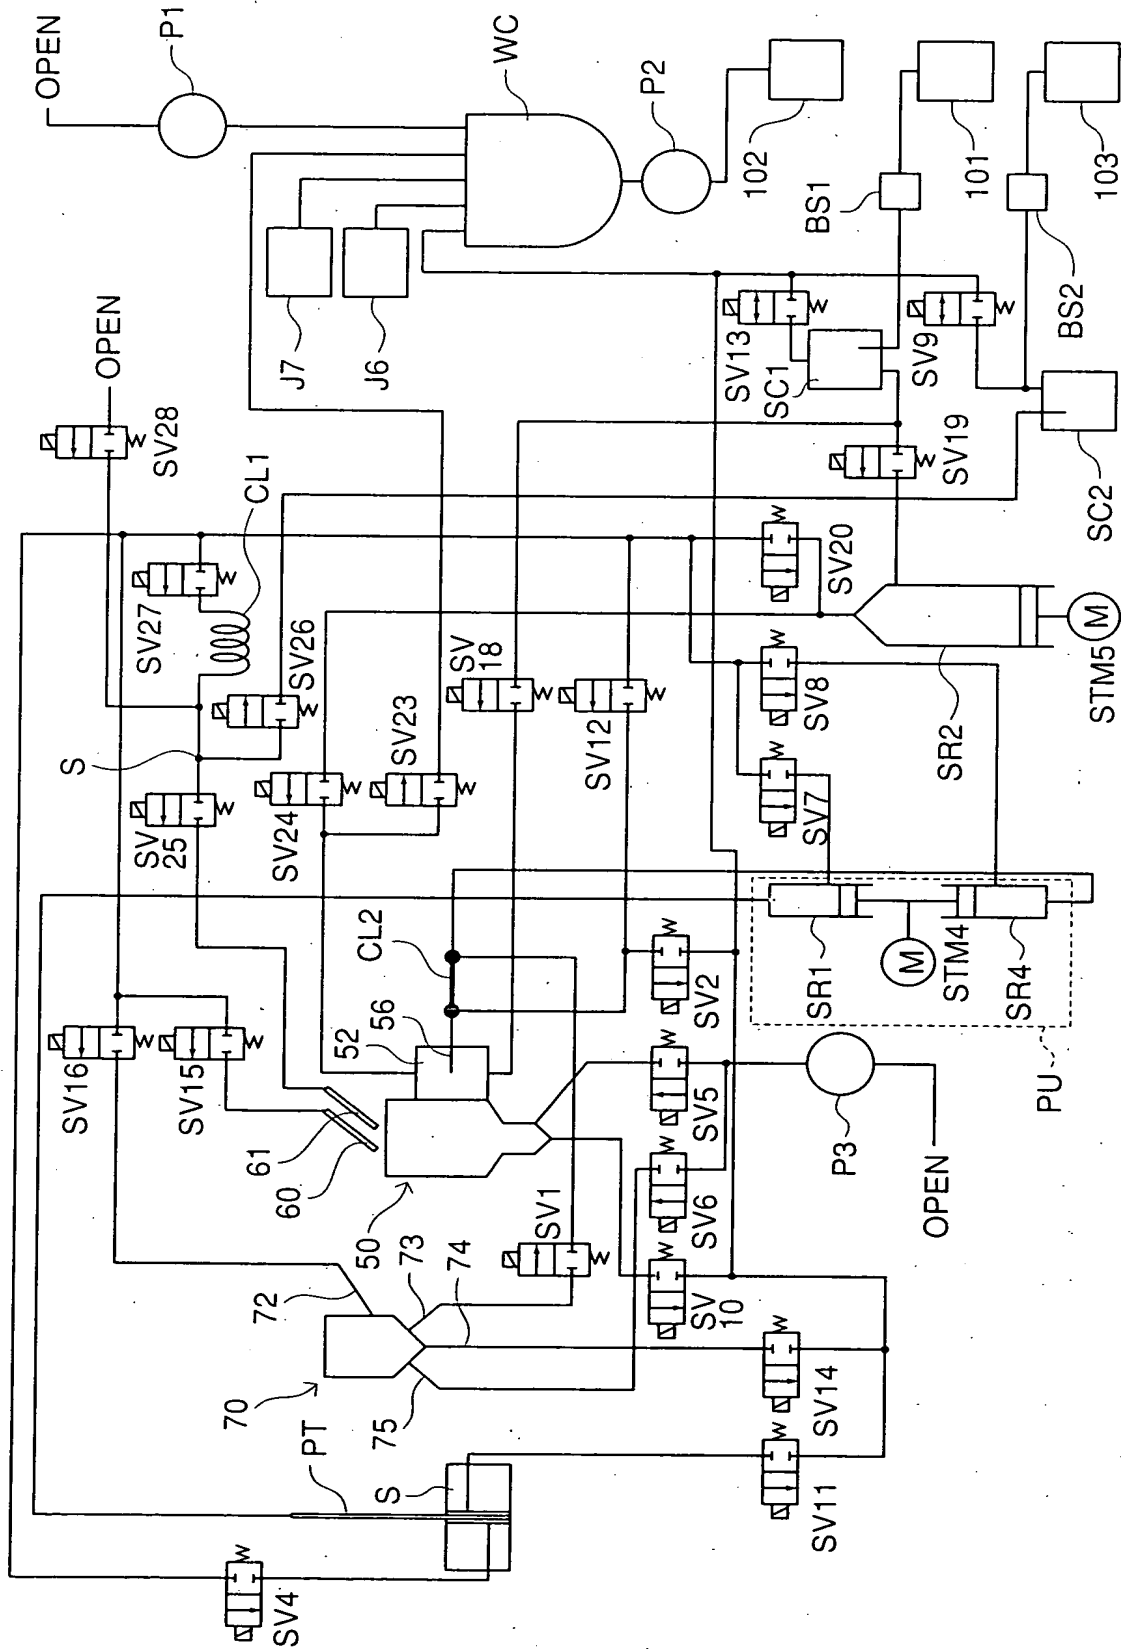 OPEN
P1
WC
P2
102
101
103
BS1
BS2
J7
J6
OPEN
SV28
CL1
SV27
SV26
S
SV
25
SV24
SV23
SV
18
SV12
SV13
SC1
SV9
SV19
SC2
SV20
SV8
SV7
SR2
STM5
M
SV16
SV15
61
60
50
52
56
CL2
SV1
SV2
SV5
SV6
SV
10
P3
OPEN
PU
SR1
M
STM4
SR4
72
73
74
75
70
PT
S
SV14
SV11
SV4